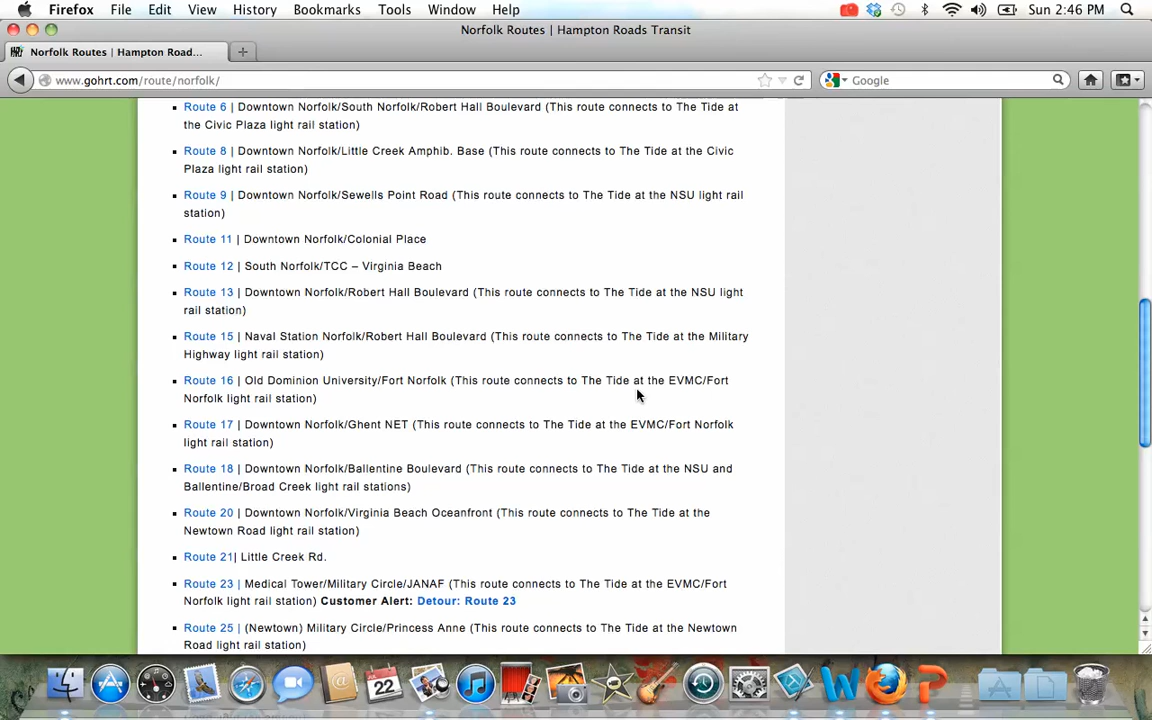 Firefox File Edit View History Bookmarks Tools Window Help Sun 2:46 PM
Norfolk Routes | Hampton Roads Transit
Norfolk Routes | Hampton Road...
www.gohrt.com/route/norfolk/ Google
Route 6 | Downtown Norfolk/South Norfolk/Robert Hall Boulevard (This route connects to The Tide at
the Civic Plaza light rail station)
Route 8 | Downtown Norfolk/Little Creek Amphib. Base (This route connects to The Tide at the Civic
Plaza light rail station)
Route 9 | Downtown Norfolk/Sewells Point Road (This route connects to The Tide at the NSU light rail
station)
Route 11 | Downtown Norfolk/Colonial Place
Route 12 | South Norfolk/TCC – Virginia Beach
Route 13 | Downtown Norfolk/Robert Hall Boulevard (This route connects to The Tide at the NSU light
rail station)
Route 15 | Naval Station Norfolk/Robert Hall Boulevard (This route connects to The Tide at the Military
Highway light rail station)
Route 16 | Old Dominion University/Fort Norfolk (This route connects to The Tide at the EVMC/Fort
Norfolk light rail station)
Route 17 | Downtown Norfolk/Ghent NET (This route connects to The Tide at the EVMC/Fort Norfolk
light rail station)
Route 18 | Downtown Norfolk/Ballentine Boulevard (This route connects to The Tide at the NSU and
Ballentine/Broad Creek light rail stations)
Route 20 | Downtown Norfolk/Virginia Beach Oceanfront (This route connects to The Tide at the
Newtown Road light rail station)
Route 21| Little Creek Rd.
Route 23 | Medical Tower/Military Circle/JANAF (This route connects to The Tide at the EVMC/Fort
Norfolk light rail station) Customer Alert: Detour: Route 23
Route 25 | (Newtown) Military Circle/Princess Anne (This route connects to The Tide at the Newtown
Road light rail station)
22